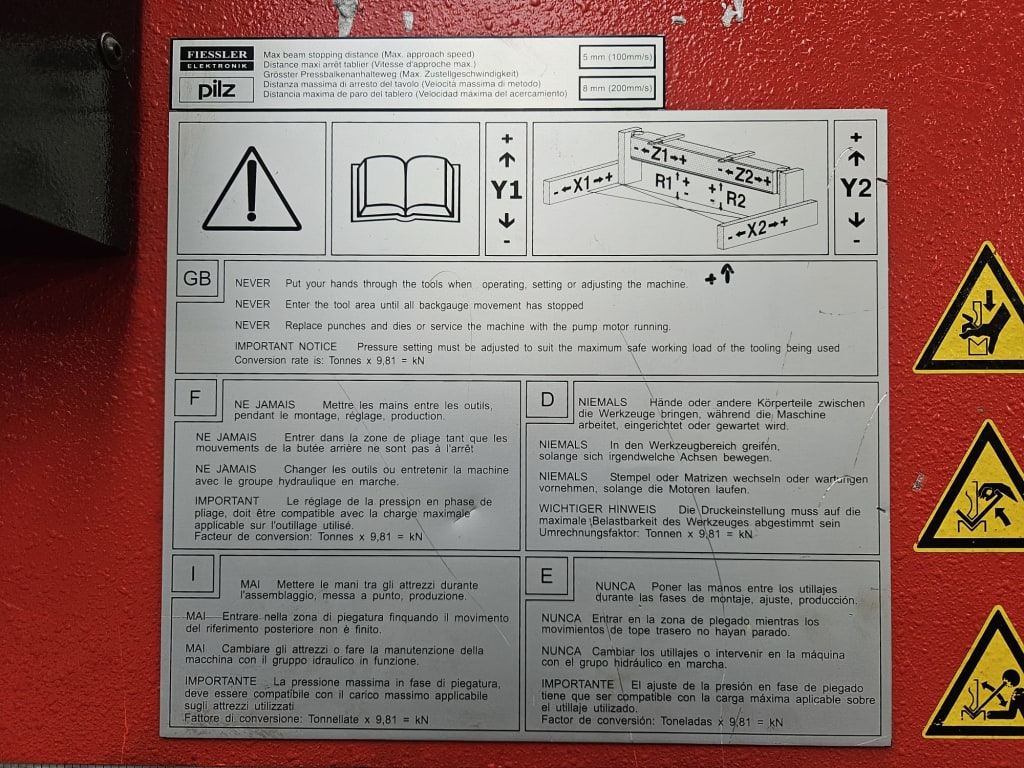 FIESSLER
ELEKTRONIK
pilz
Max beam stopping distance (Max. approach speed)
Distance maxi arrêt tablier (Vitesse d'approche max.)
Grösster Pressbalkenanhalteweg (Max. Zustellgeschwindigkeit)
Distanza massima di arresto del tavolo (Velocità massima di metodo)
Distancia maxima de paro del tablero (Velocidad máxima del acercamiento)
5 mm (100mm/s)
8 mm (200mm/s)
+
Y1
-
- X1 +
- Z1 +
- Z2 +
R1 + -
+ - R2
- X2 +
+
Y2
-
+
GB
NEVER Put your hands through the tools when operating, setting or adjusting the machine.
NEVER Enter the tool area until all backgauge movement has stopped
NEVER Replace punches and dies or service the machine with the pump motor running.
IMPORTANT NOTICE Pressure setting must be adjusted to suit the maximum safe working load of the tooling being used
Conversion rate is: Tonnes x 9,81 = kN
F
NE JAMAIS Mettre les mains entre les outils,
pendant le montage, réglage, production.
NE JAMAIS Entrer dans la zone de pliage tant que les
mouvements de la butée arrière ne sont pas à l'arrêt
NE JAMAIS Changer les outils ou entretenir la machine
avec le groupe hydraulique en marche.
IMPORTANT Le réglage de la pression en phase de
pliage, doit être compatible avec la charge maximale
applicable sur l'outillage utilisé.
Facteur de conversion: Tonnes x 9,81 = kN
D
NIEMALS Hände oder andere Körperteile zwischen
die Werkzeuge bringen, während die Maschine
arbeitet, eingerichtet oder gewartet wird.
NIEMALS In den Werkzeugbereich greifen,
solange sich irgendwelche Achsen bewegen.
NIEMALS Stempel oder Matrizen wechseln oder wartungen
vornehmen, solange die Motoren laufen.
WICHTIGER HINWEIS Die Druckeinstellung muss auf die
maximale Belastbarkeit des Werkzeuges abgestimmt sein
Umrechnungsfaktor: Tonnen x 9,81 = kN
I
MAI Mettere le mani tra gli attrezzi durante
l'assemblaggio, messa a punto, produzione.
MAI Entrare nella zona di piegatura finquando il movimento
del riferimento posteriore non è finito.
MAI Cambiare gli attrezzi o fare la manutenzione della
macchina con il gruppo idraulico in funzione.
IMPORTANTE La pressione massima in fase di piegatura,
deve essere compatibile con il carico massimo applicabile
sugli attrezzi utilizzati
Fattore di conversione: Tonnellate x 9,81 = kN
E
NUNCA Poner las manos entre los utillajes
durante las fases de montaje, ajuste, producción.
NUNCA Entrar en la zona de plegado mientras los
movimientos de tope trasero no hayan parado.
NUNCA Cambiar los utillajes o intervenir en la máquina
con el grupo hidráulico en marcha.
IMPORTANTE El ajuste de la presión en fase de plegado
tiene que ser compatible con la carga máxima aplicable sobre
el utillaje utilizado.
Factor de conversión: Toneladas x 9,81 = kN